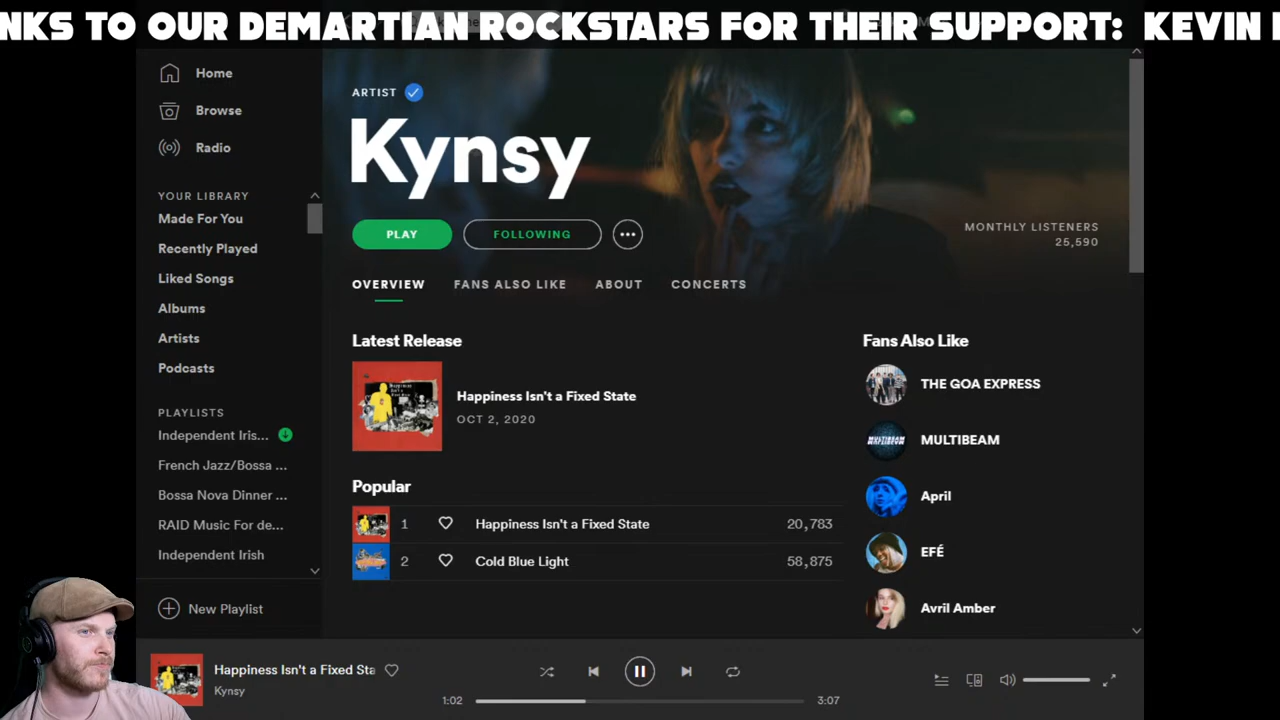 NKS TO OUR DEMARTIAN ROCKSTARS FOR THEIR SUPPORT: KEVIN
Home
Browse
Radio
YOUR LIBRARY
Made For You
Recently Played
Liked Songs
Albums
Artists
Podcasts
PLAYLISTS
Independent Iris...
French Jazz/Bossa ...
Bossa Nova Dinner ...
RAID Music For de...
Independent Irish
New Playlist
ARTIST
Kynsy
PLAY
FOLLOWING
MONTHLY LISTENERS
25,590
OVERVIEW FANS ALSO LIKE ABOUT CONCERTS
Latest Release
Happiness Isn't a Fixed State
OCT 2, 2020
Popular
1 Happiness Isn't a Fixed State 20,783
2 Cold Blue Light 58,875
Fans Also Like
THE GOA EXPRESS
MULTIBEAM
April
EFÉ
Avril Amber
Happiness Isn't a Fixed Sta
Kynsy
1:02
3:07